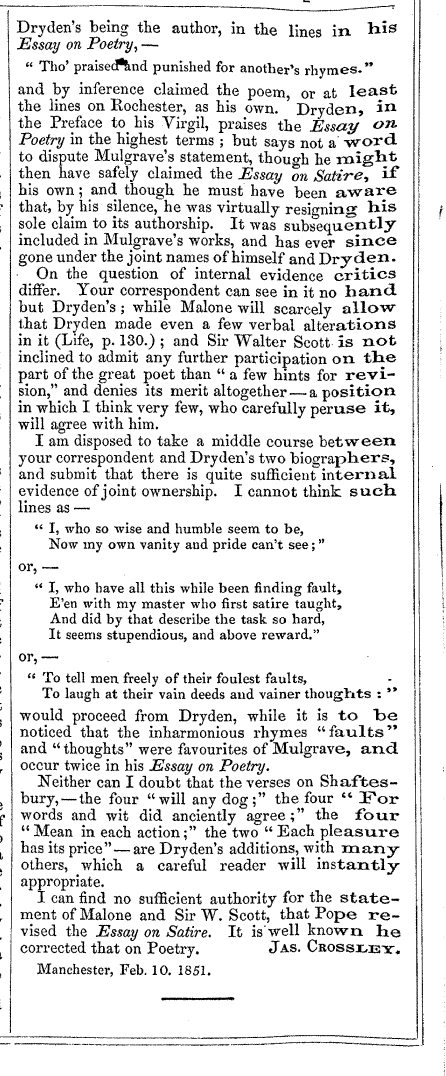 Dryden's being the author, in the lines in his
Essay on Poetry,—
"Tho' praised and punished for another's rhymes."
and by inference claimed the poem, or at least
the lines on Rochester, as his own. Dryden, in
the Preface to his Virgil, praises the Essay on
Poetry in the highest terms; but says not a word
to dispute Mulgrave's statement, though he might
then have safely claimed the Essay on Satire, if
his own; and though he must have been aware
that, by his silence, he was virtually resigning his
sole claim to its authorship. It was subsequently
included in Mulgrave's works, and has ever since
gone under the joint names of himself and Dryden.
On the question of internal evidence critics
differ. Your correspondent can see in it no hand
but Dryden's; while Malone will scarcely allow
that Dryden made even a few verbal alterations
in it (Life, p. 130.); and Sir Walter Scott is not
inclined to admit any further participation on the
part of the great poet than "a few hints for revi-
sion," and denies its merit altogether—a position
in which I think very few, who carefully peruse it,
will agree with him.
I am disposed to take a middle course between
your correspondent and Dryden's two biographers,
and submit that there is quite sufficient internal
evidence of joint ownership. I cannot think such
lines as—
"I, who so wise and humble seem to be,
Now my own vanity and pride can't see;"
or,—
"I, who have all this while been finding fault,
E'en with my master who first satire taught,
And did by that describe the task so hard,
It seems stupendious, and above reward."
or,—
"To tell men freely of their foulest faults,
To laugh at their vain deeds and vainer thoughts:"
would proceed from Dryden, while it is to be
noticed that the inharmonious rhymes "faults"
and "thoughts" were favourites of Mulgrave, and
occur twice in his Essay on Poetry.
Neither can I doubt that the verses on Shaftes-
bury,—the four "will any dog;" the four "For
words and wit did anciently agree;" the four
"Mean in each action;" the two "Each pleasure
has its price"—are Dryden's additions, with many
others, which a careful reader will instantly
appropriate.
I can find no sufficient authority for the state-
ment of Malone and Sir W. Scott, that Pope re-
vised the Essay on Satire. It is well known he
corrected that on Poetry. JAS. CROSSLEY.
Manchester, Feb. 10. 1851.